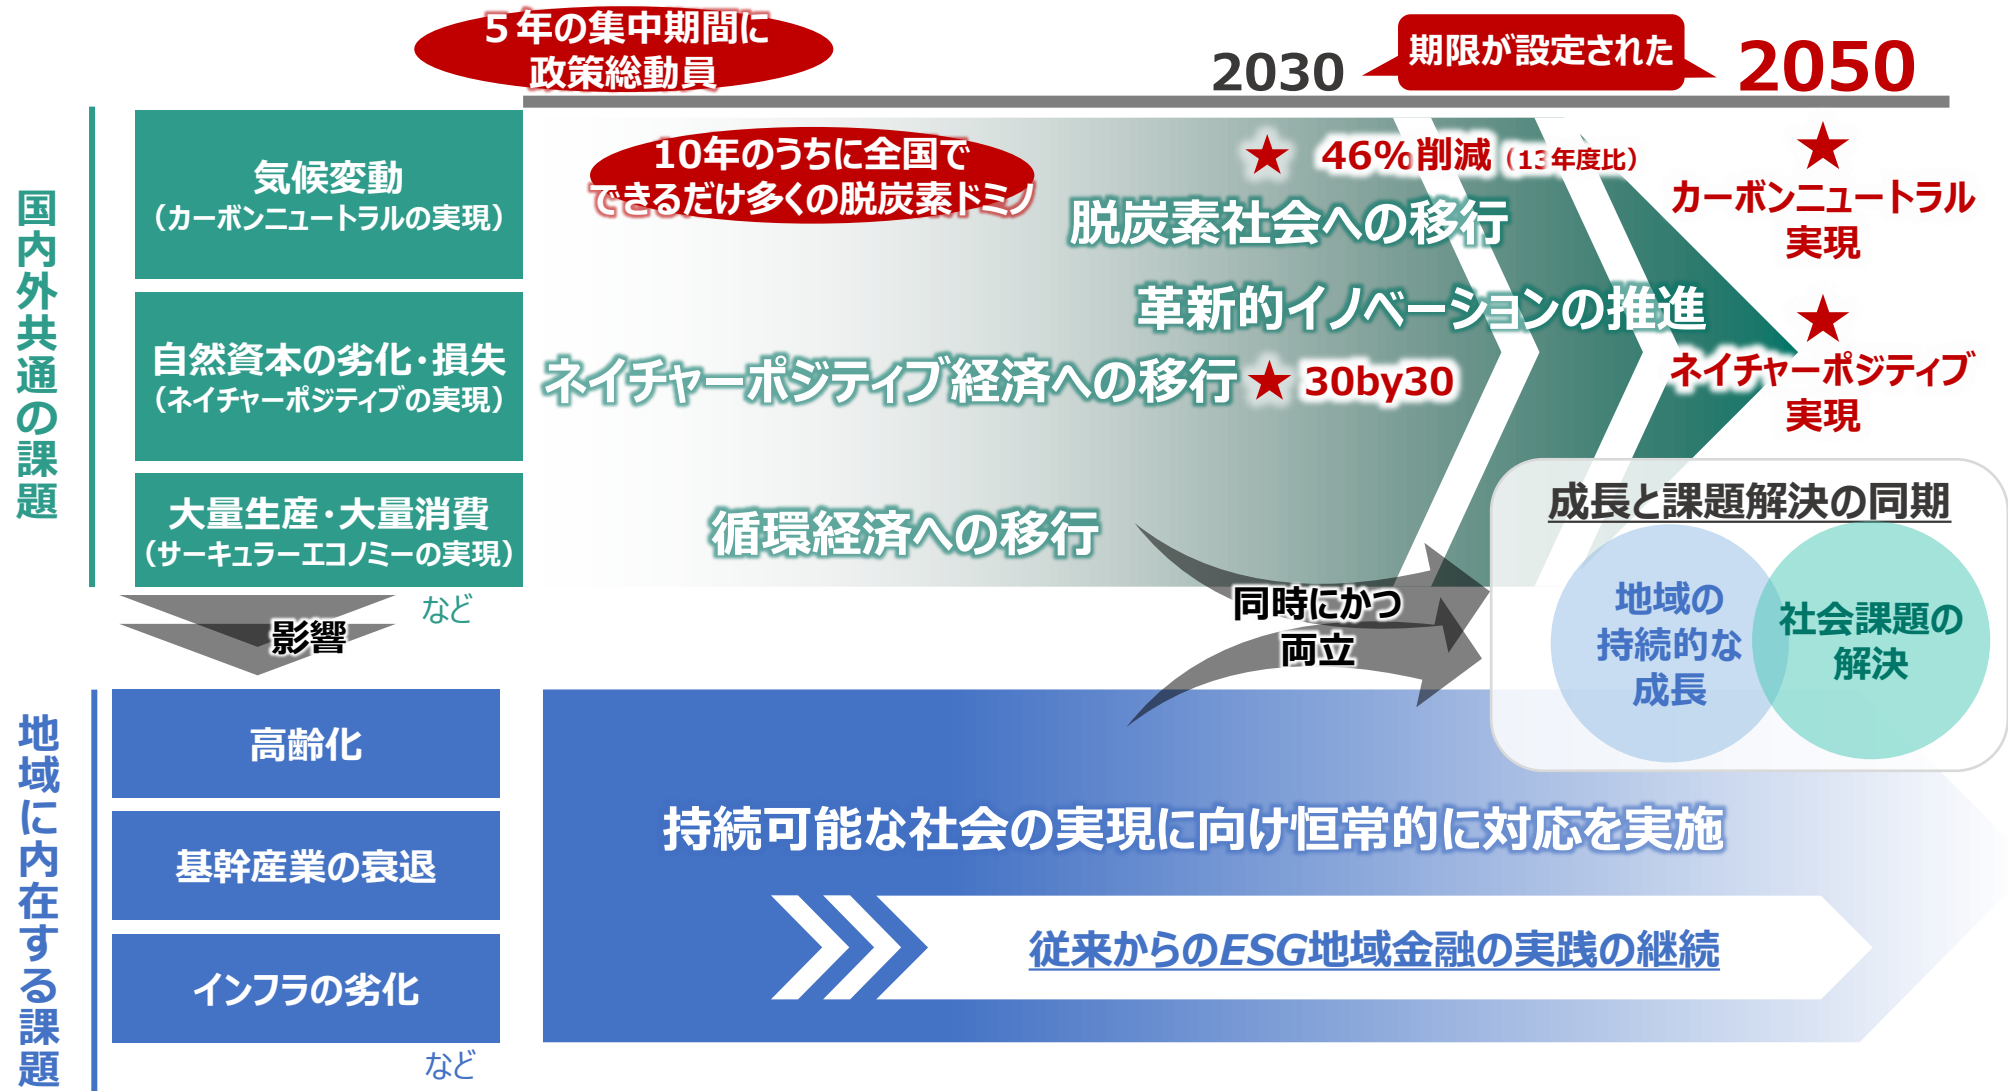 ５年の集中期間に
政策総動員
2030
期限が設定された
2050
国内外共通の課題
気候変動
（カーボンニュートラルの実現）
10年のうちに全国で
できるだけ多くの脱炭素ドミノ
★ 46%削減（13年度比）
脱炭素社会への移行
★
カーボンニュートラル
実現
革新的イノベーションの推進
自然資本の劣化・損失
（ネイチャーポジティブの実現）
ネイチャーポジティブ経済への移行
★ 30by30
★
ネイチャーポジティブ
実現
大量生産・大量消費
（サーキュラーエコノミーの実現）
など
循環経済への移行
影響
同時にかつ
両立
成長と課題解決の同期
地域の
持続的な
成長
社会課題の
解決
地域に内在する課題
高齢化
基幹産業の衰退
インフラの劣化
など
持続可能な社会の実現に向け恒常的に対応を実施
従来からのESG地域金融の実践の継続